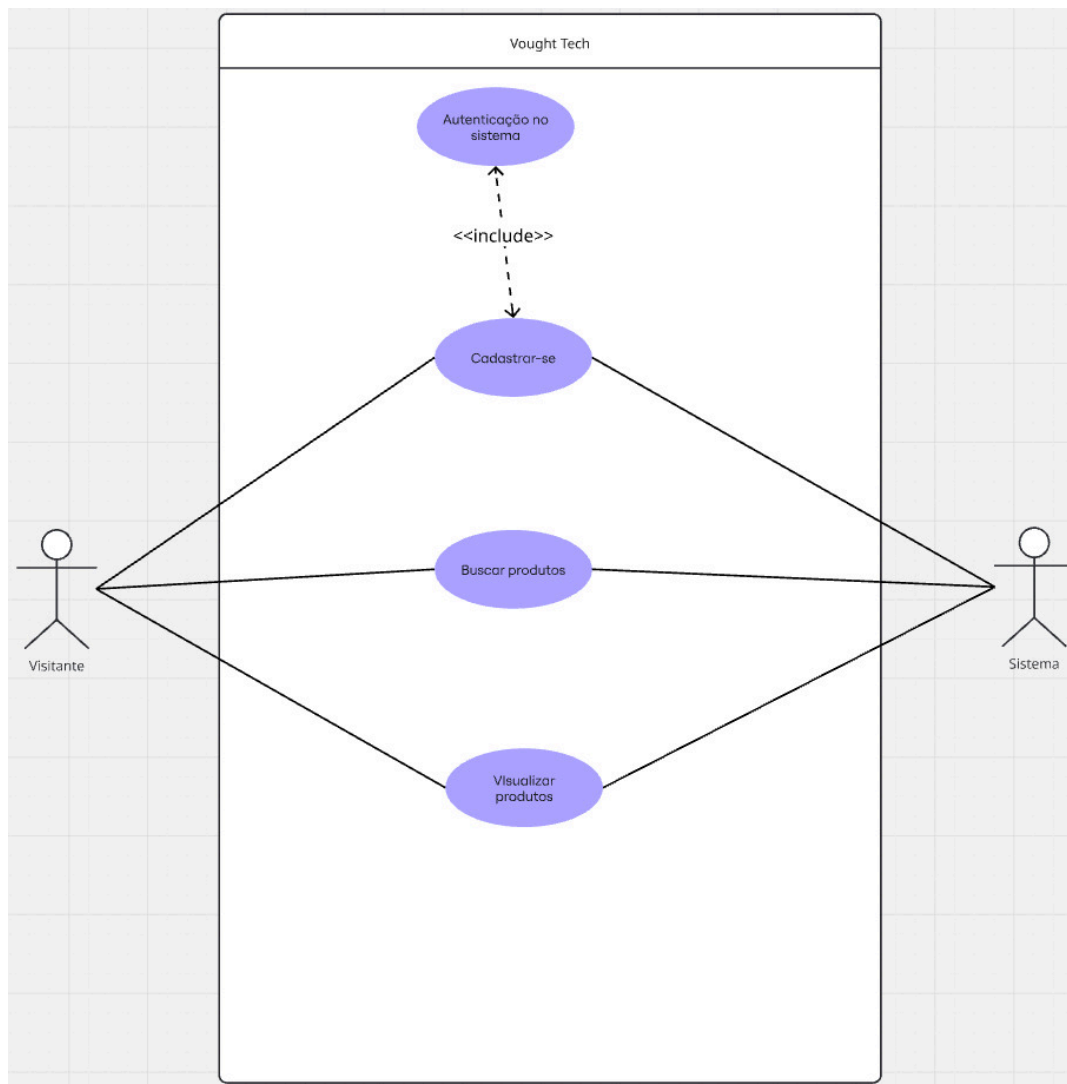 Vought Tech
Autenticação no
sistema
<<include>>
Cadastrar-se
Buscar produtos
Visitante
Sistema
VIsualizar
produtos